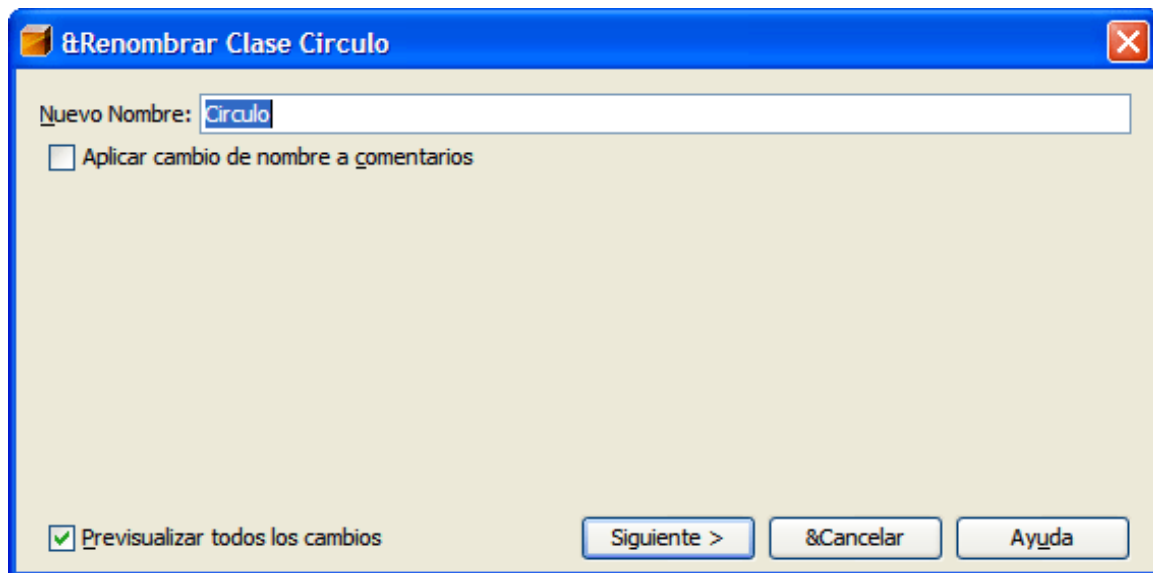 &Renombrar Clase Circulo
Nuevo Nombre: Circulo
Aplicar cambio de nombre a comentarios
Previsualizar todos los cambios Siguiente > &Cancelar Ayuda